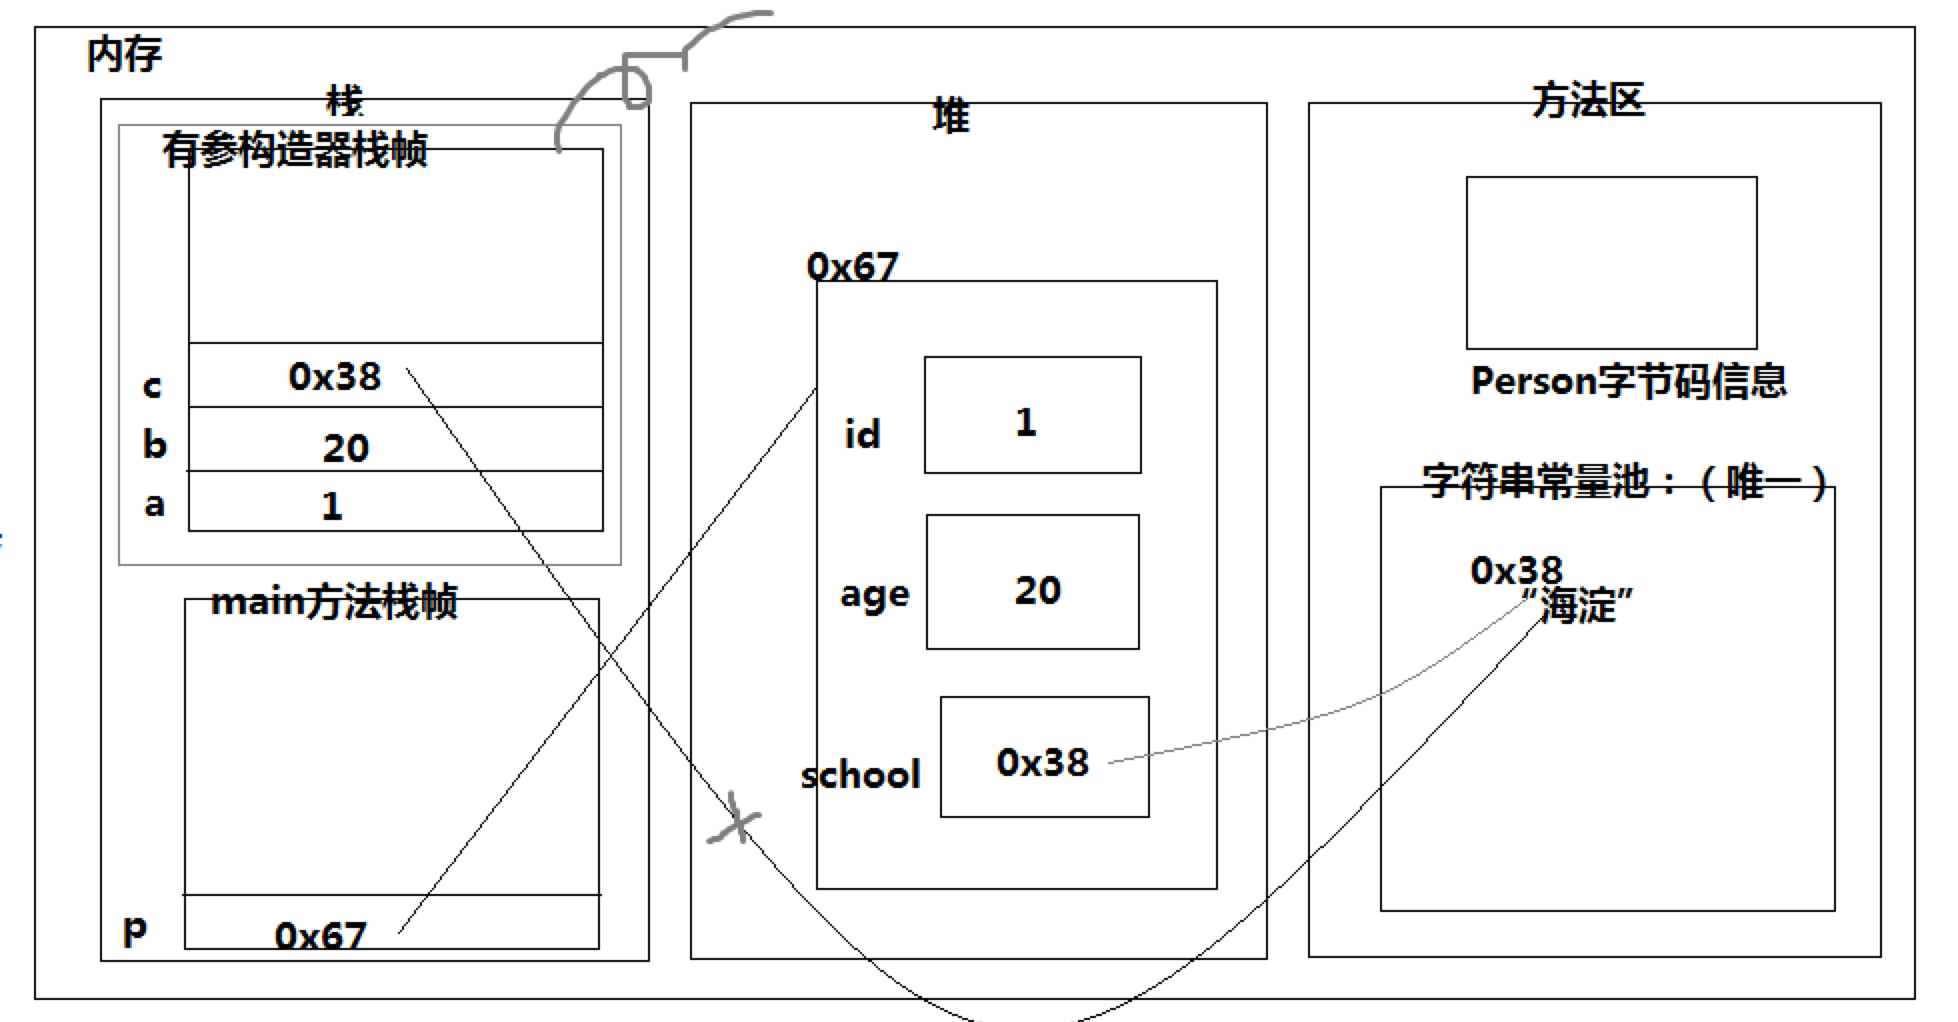 内存
栈
有参构造器栈帧
c
0x38
b
20
a
1
main方法栈帧
p
0x67
堆
0x67
id
1
age
20
school
0x38
方法区
Person字节码信息
字符串常量池：（唯一）
0x38
“海淀”